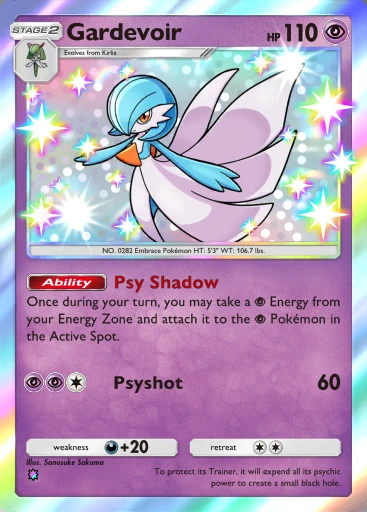 STAGE 2
Gardevoir
HP 110
Evolves from Kirlia
NO. 0282 Embrace Pokémon HT: 5'3" WT: 106.7 lbs.
Ability Psy Shadow
Once during your turn, you may take a Energy from
your Energy Zone and attach it to the Pokémon in
the Active Spot.
Psyshot 60
weakness +20 retreat
Illus. Sanosuke Sakuma
To protect its Trainer, it will expend all its psychic
power to create a small black hole.